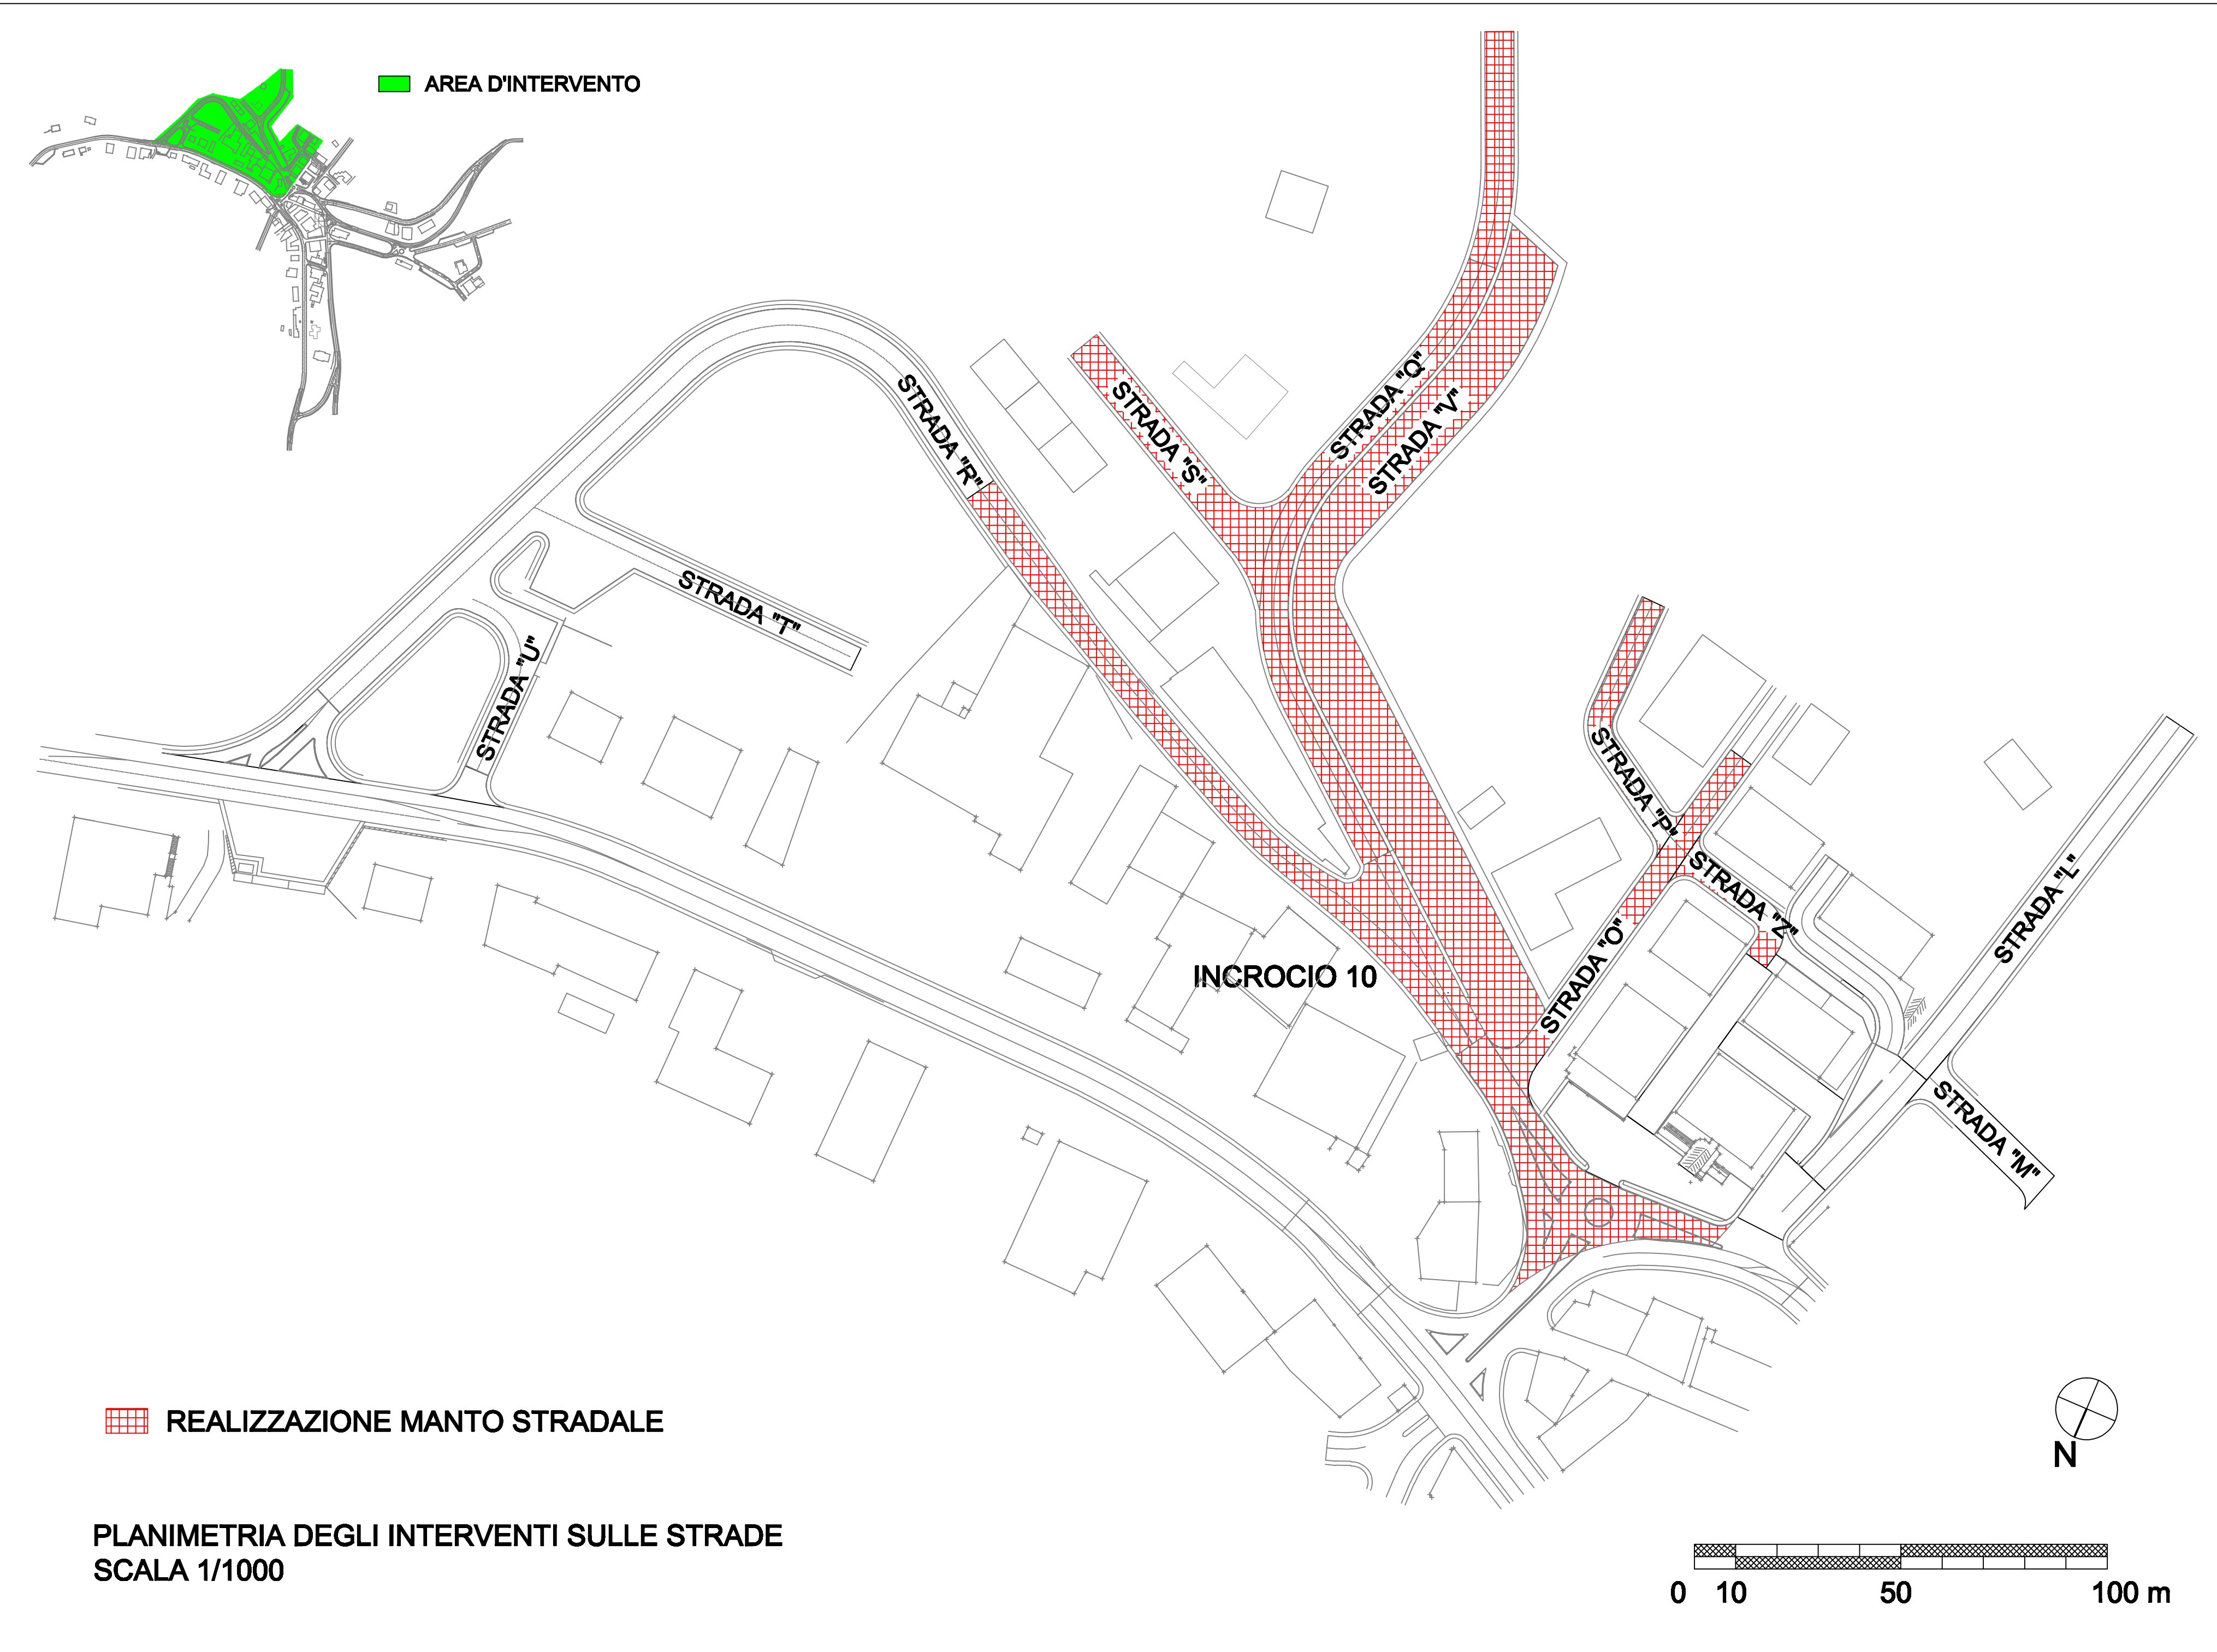 AREA D'INTERVENTO
STRADA "Q"
STRADA "V"
STRADA "S"
STRADA "R"
STRADA "T"
STRADA "U"
STRADA "P"
STRADA "Z"
STRADA "O"
STRADA "L"
STRADA "M"
INCROCIO 10
REALIZZAZIONE MANTO STRADALE
N
PLANIMETRIA DEGLI INTERVENTI SULLE STRADE
SCALA 1/1000
0 10 50 100 m